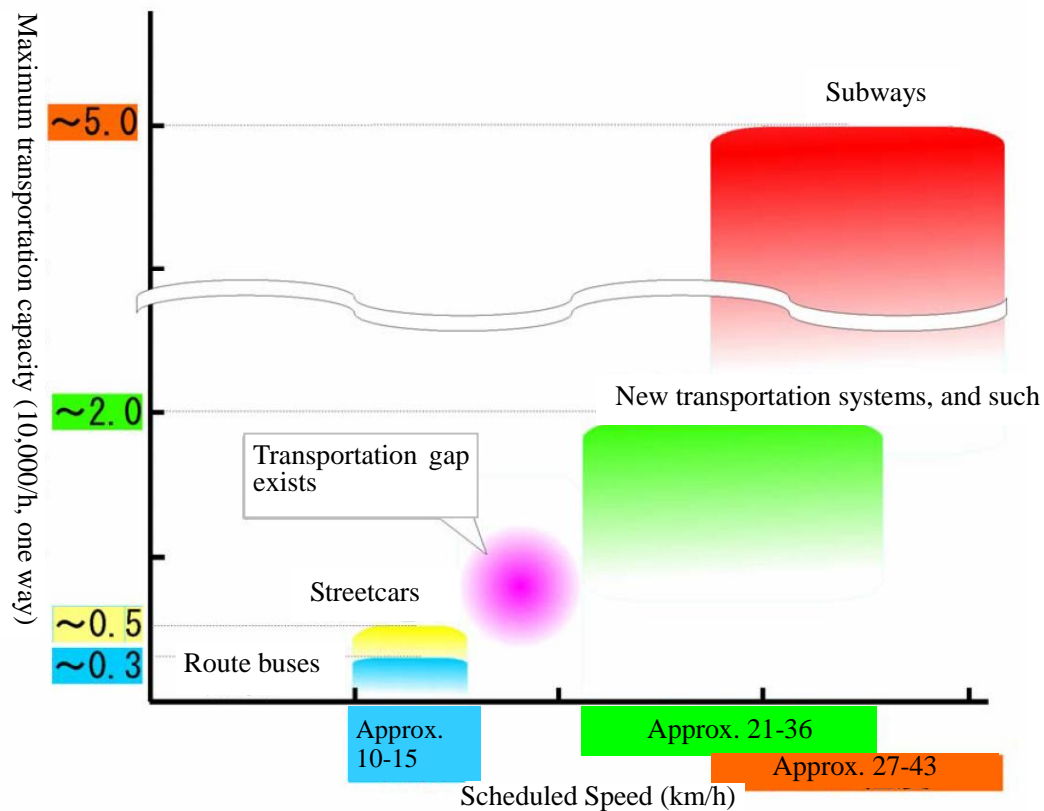 Maximum transportation capacity (10,000/h, one way)
Subways
～5.0
New transportation systems, and such
～2.0
Transportation gap
exists
Streetcars
～0.5
Route buses
～0.3
Approx.
10-15
Approx. 21-36
Approx. 27-43
Scheduled Speed (km/h)